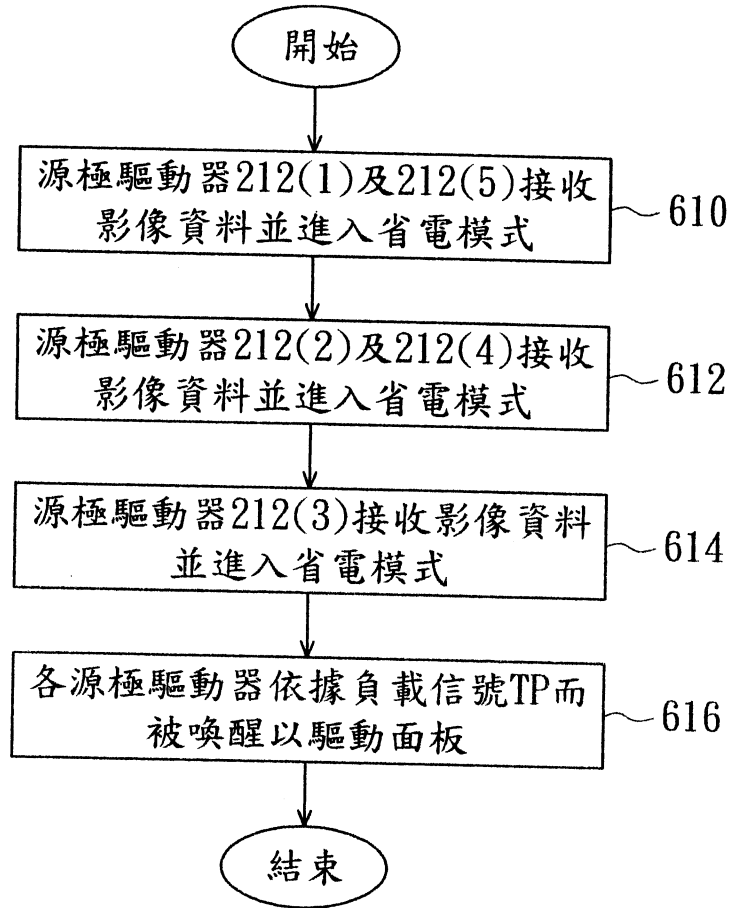 開始
源極驅動器212(1)及212(5)接收
影像資料並進入省電模式
610
源極驅動器212(2)及212(4)接收
影像資料並進入省電模式
612
源極驅動器212(3)接收影像資料
並進入省電模式
614
各源極驅動器依據負載信號TP而
被喚醒以驅動面板
616
結束